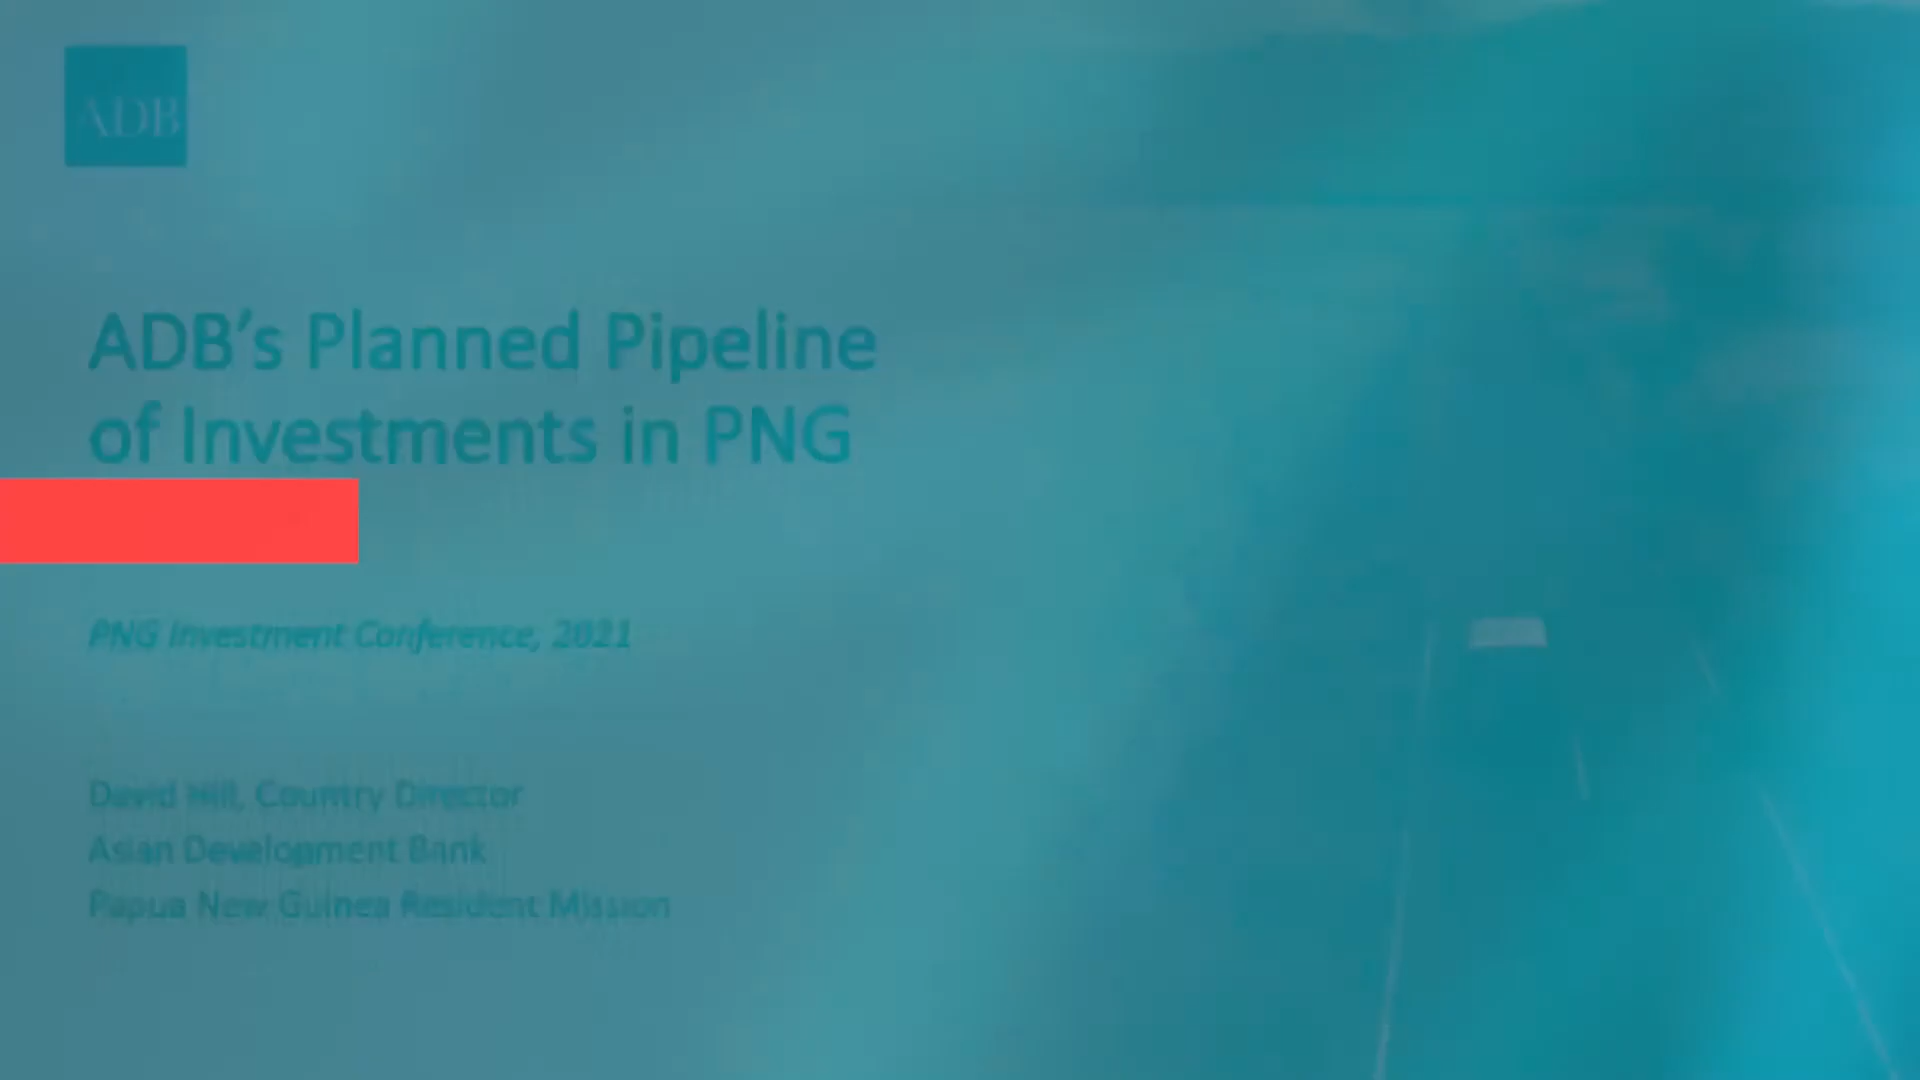 ADB
ADB’s Planned Pipeline
of Investments in PNG
PNG Investment Conference, 2021
David Hill, Country Director
Asian Development Bank
Papua New Guinea Resident Mission